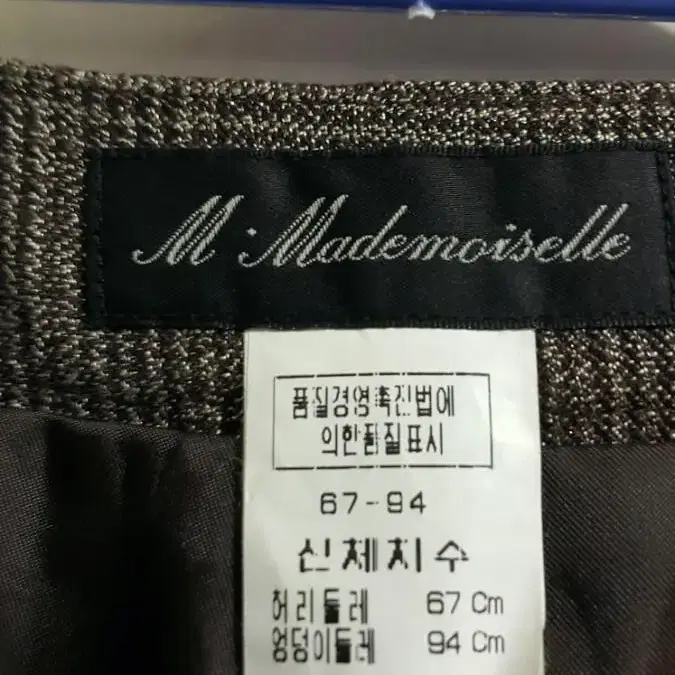 M·Mademoiselle
품질경영촉진법에
의한품질표시
67-94
신체치수
허리둘레 67 Cm
엉덩이둘레 94 Cm